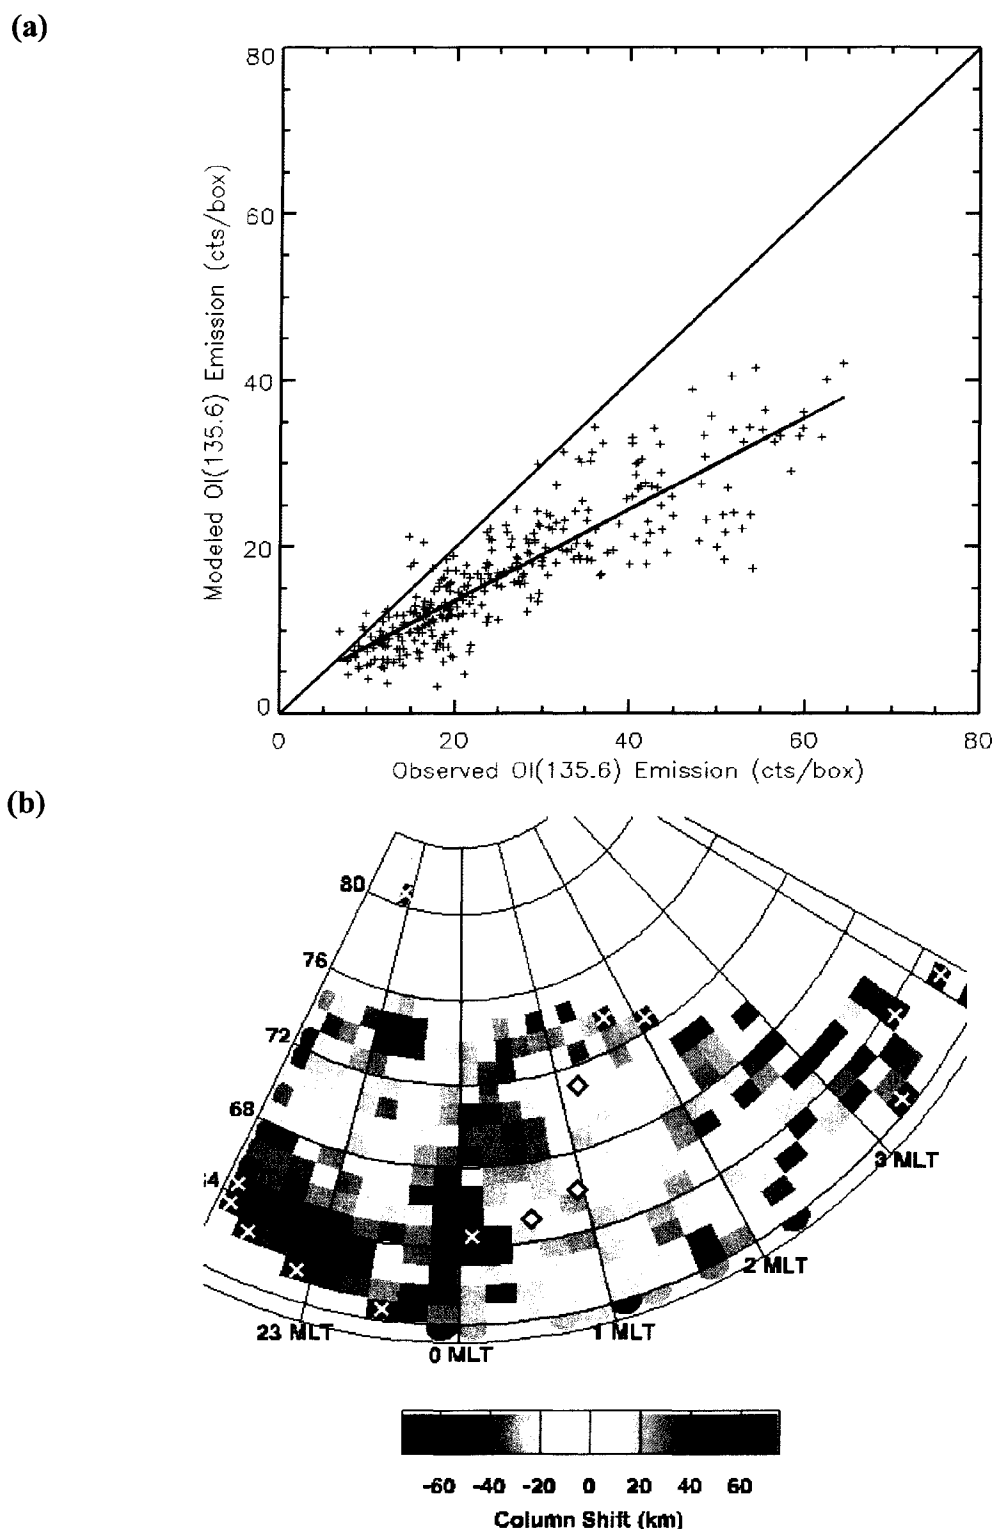 (a)
80
60
40
20
0
Modeled OI(135.6) Emission (cts/box)
0 20 40 60 80
Observed OI(135.6) Emission (cts/box)
(b)
80
76
72
68
3 MLT
2 MLT
23 MLT
1 MLT
0 MLT
-60 -40 -20 0 20 40 60
Column Shift (km)